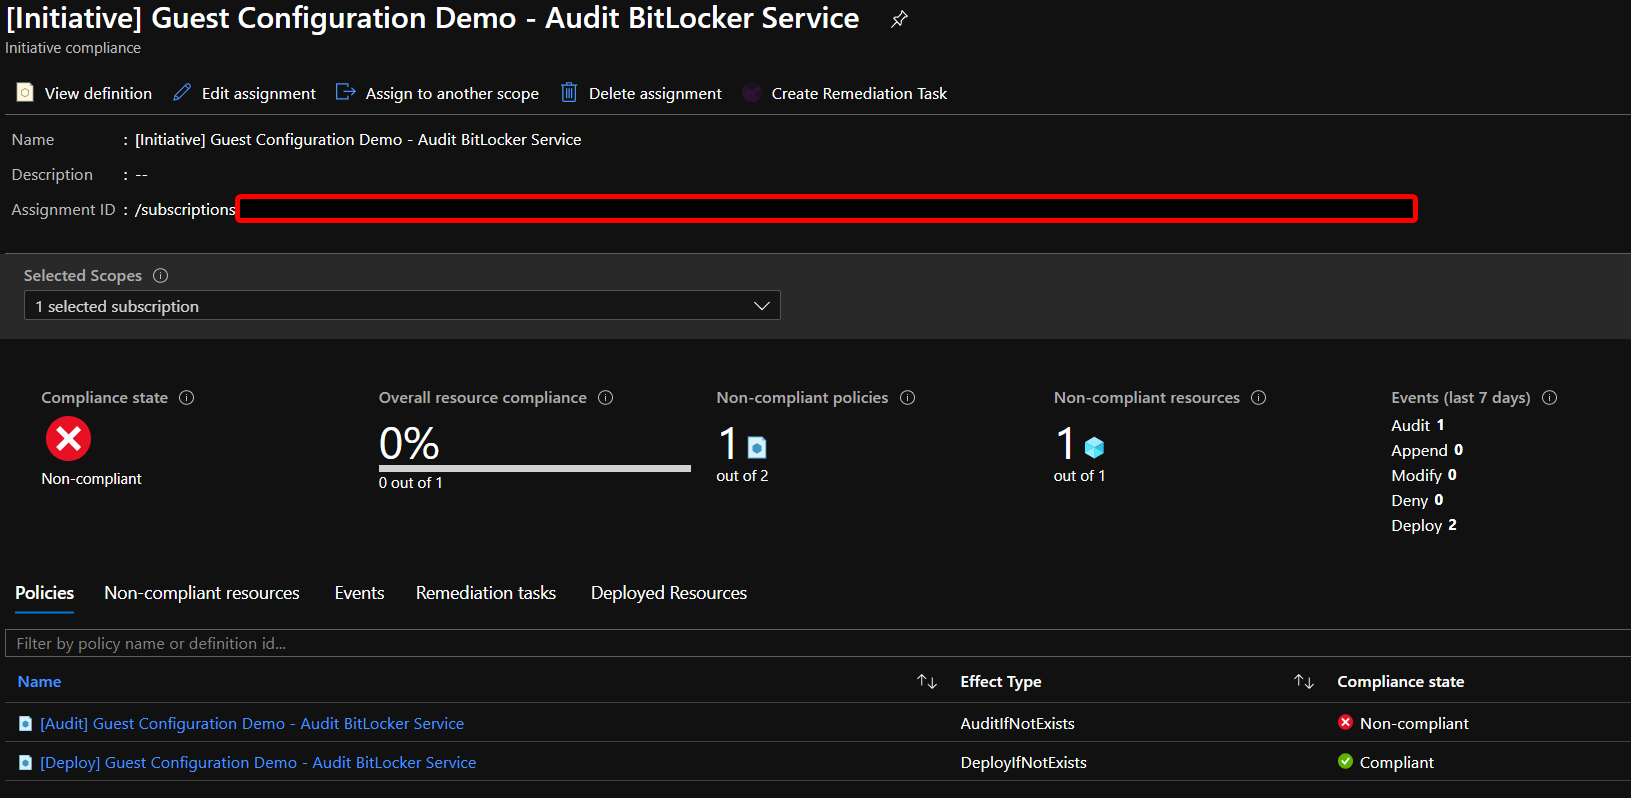 [Initiative] Guest Configuration Demo - Audit BitLocker Service
Initiative compliance
View definition Edit assignment Assign to another scope Delete assignment Create Remediation Task
Name : [Initiative] Guest Configuration Demo - Audit BitLocker Service
Description : --
Assignment ID : /subscriptions
Selected Scopes
1 selected subscription
Compliance state Overall resource compliance Non-compliant policies Non-compliant resources Events (last 7 days)
0% 1 1 Audit 1
Non-compliant 0 out of 1 out of 2 out of 1 Append 0
Modify 0
Deny 0
Deploy 2
Policies Non-compliant resources Events Remediation tasks Deployed Resources
Filter by policy name or definition id...
Name Effect Type Compliance state
[Audit] Guest Configuration Demo - Audit BitLocker Service AuditIfNotExists Non-compliant
[Deploy] Guest Configuration Demo - Audit BitLocker Service DeployIfNotExists Compliant